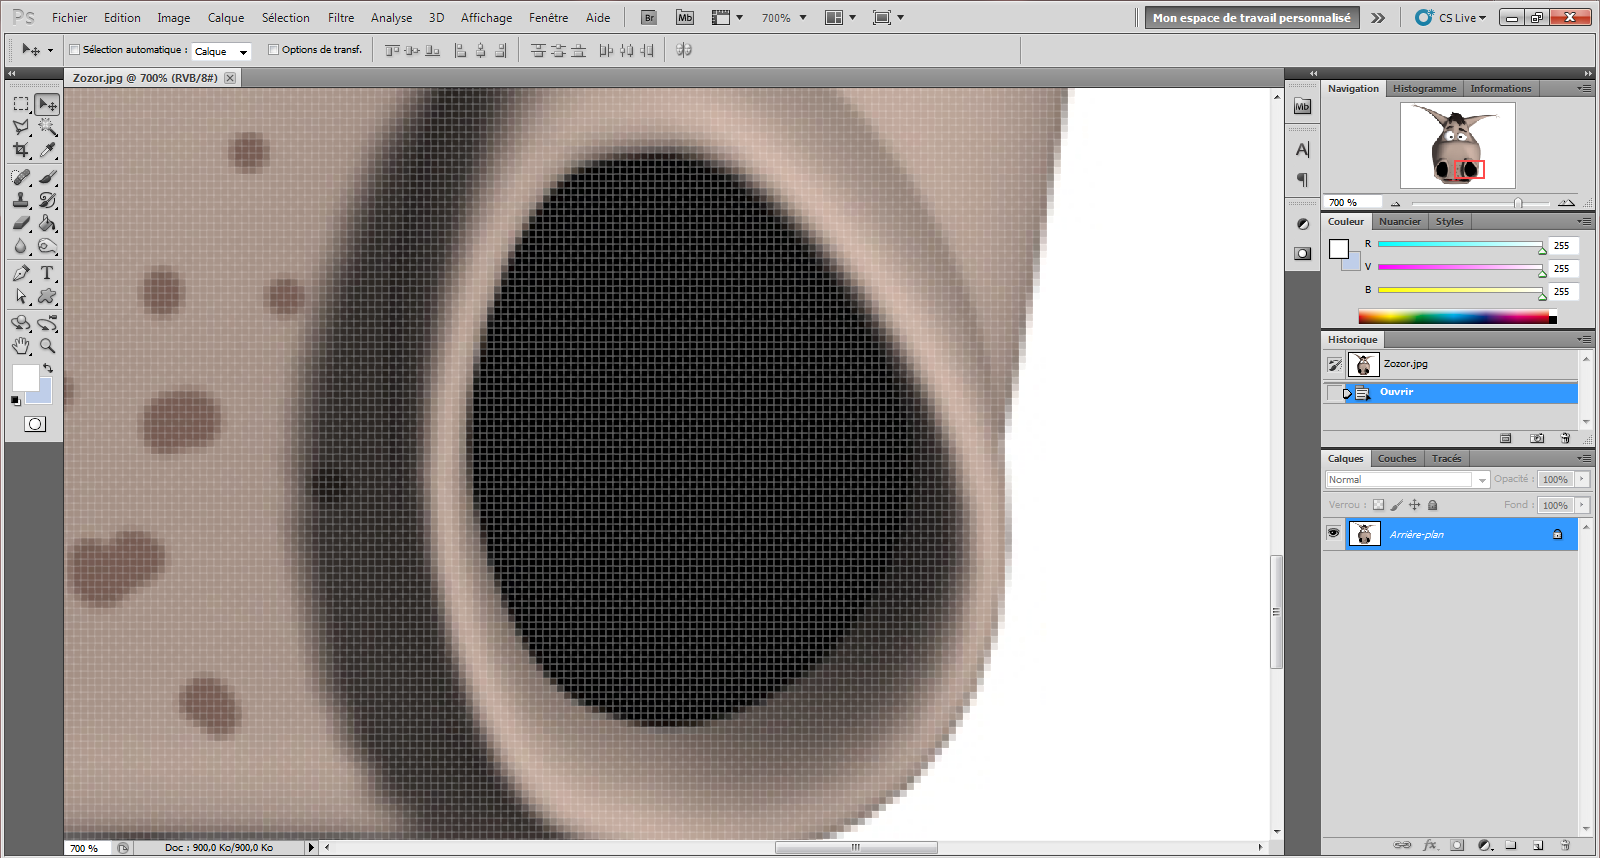 Ps Fichier Edition Image Calque Sélection Filtre Analyse 3D Affichage Fenêtre Aide Br Mb 700% Mon espace de travail personnalisé CS Live
Sélection automatique : Calque Options de transf.
Zozor.jpg @ 700% (RVB/8#)
Navigation Histogramme Informations
Mb
A
T
700 %
Couleur Nuancier Styles
R 255
V 255
B 255
Historique
Zozor.jpg
Ouvrir
Calques Couches Tracés
Normal Opacité : 100%
Verrou : Fond : 100%
Arrière-plan
fx
700 % Doc : 900,0 Ko/900,0 Ko